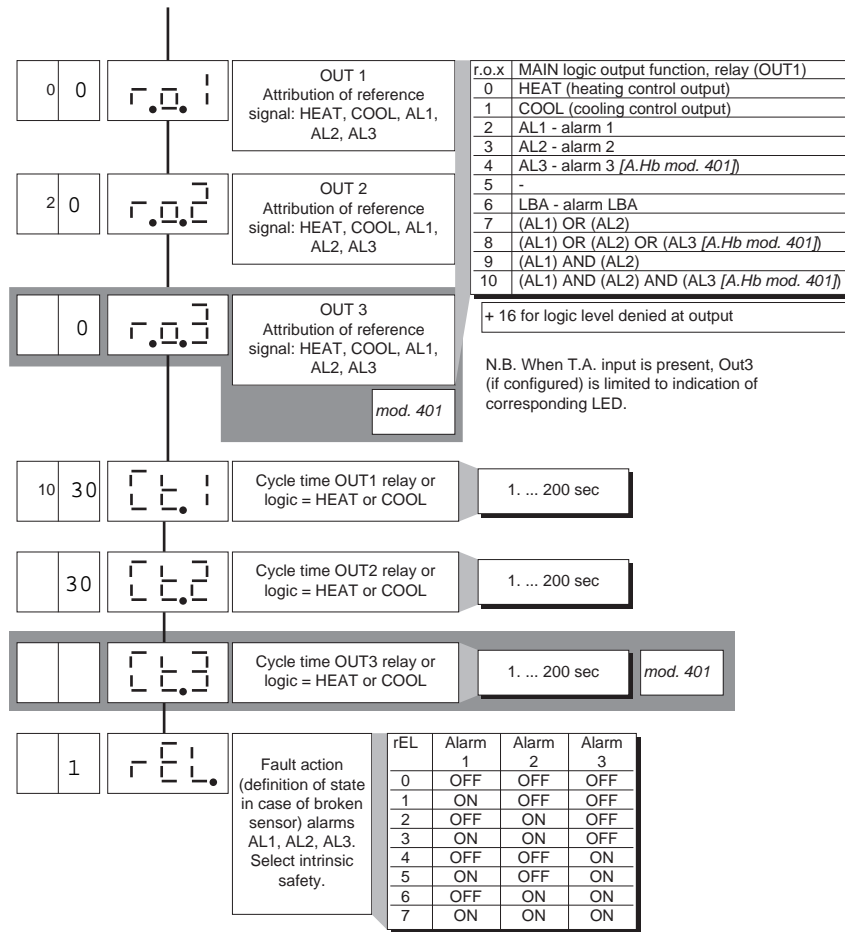 0 0 r.o.1
OUT 1
Attribution of reference
signal: HEAT, COOL, AL1,
AL2, AL3
r.o.x MAIN logic output function, relay (OUT1)
0 HEAT (heating control output)
1 COOL (cooling control output)
2 AL1 - alarm 1
3 AL2 - alarm 2
4 AL3 - alarm 3 [A.Hb mod. 401])
5 -
6 LBA - alarm LBA
7 (AL1) OR (AL2)
8 (AL1) OR (AL2) OR (AL3 [A.Hb mod. 401])
9 (AL1) AND (AL2)
10 (AL1) AND (AL2) AND (AL3 [A.Hb mod. 401])
+ 16 for logic level denied at output
N.B. When T.A. input is present, Out3
(if configured) is limited to indication of
corresponding LED.
2 0 r.o.2
OUT 2
Attribution of reference
signal: HEAT, COOL, AL1,
AL2, AL3
0 r.o.3
OUT 3
Attribution of reference
signal: HEAT, COOL, AL1,
AL2, AL3
mod. 401
10 30 Ct.1
Cycle time OUT1 relay or
logic = HEAT or COOL
1. ... 200 sec
30 Ct.2
Cycle time OUT2 relay or
logic = HEAT or COOL
1. ... 200 sec
Ct.3
Cycle time OUT3 relay or
logic = HEAT or COOL
1. ... 200 sec
mod. 401
1 rEL.
Fault action
(definition of state
in case of broken
sensor) alarms
AL1, AL2, AL3.
Select intrinsic
safety.
rEL Alarm Alarm Alarm
1 2 3
0 OFF OFF OFF
1 ON OFF OFF
2 OFF ON OFF
3 ON ON OFF
4 OFF OFF ON
5 ON OFF ON
6 OFF ON ON
7 ON ON ON